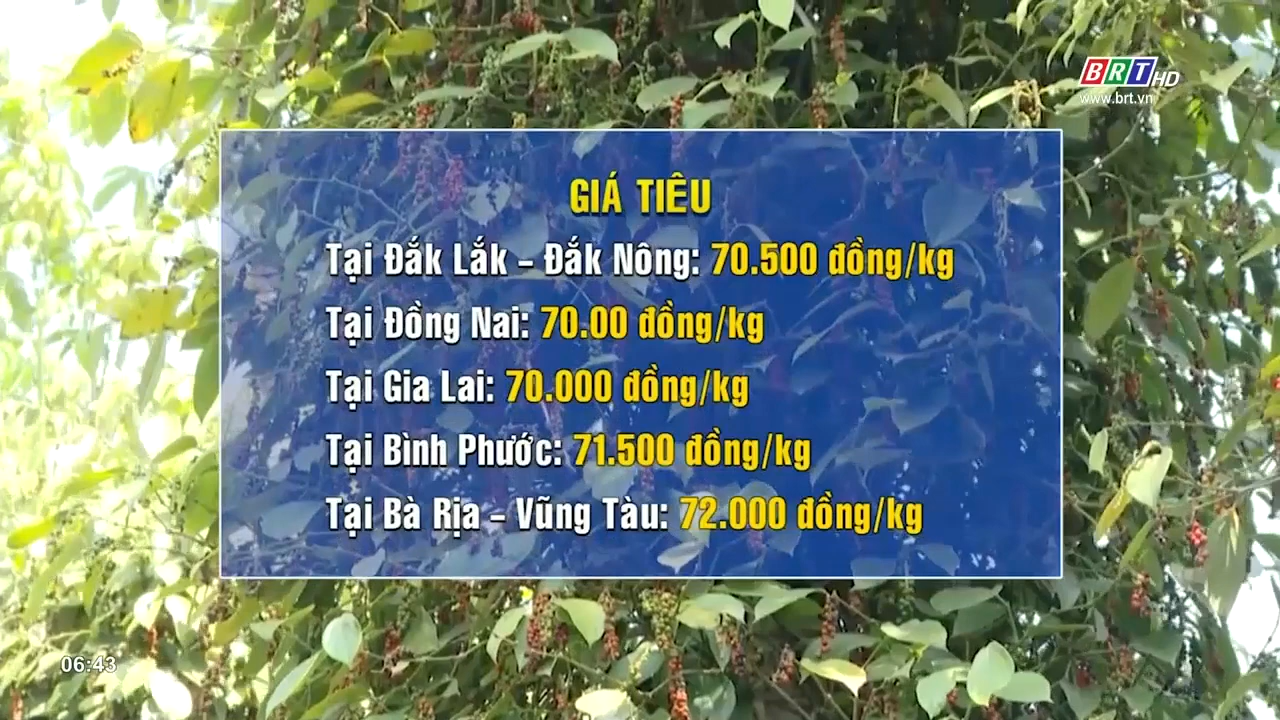 BRT HD
www.brt.vn
GIÁ TIÊU
Tại Đắk Lắk – Đắk Nông: 70.500 đồng/kg
Tại Đồng Nai: 70.00 đồng/kg
Tại Gia Lai: 70.000 đồng/kg
Tại Bình Phước: 71.500 đồng/kg
Tại Bà Rịa – Vũng Tàu: 72.000 đồng/kg
06:43